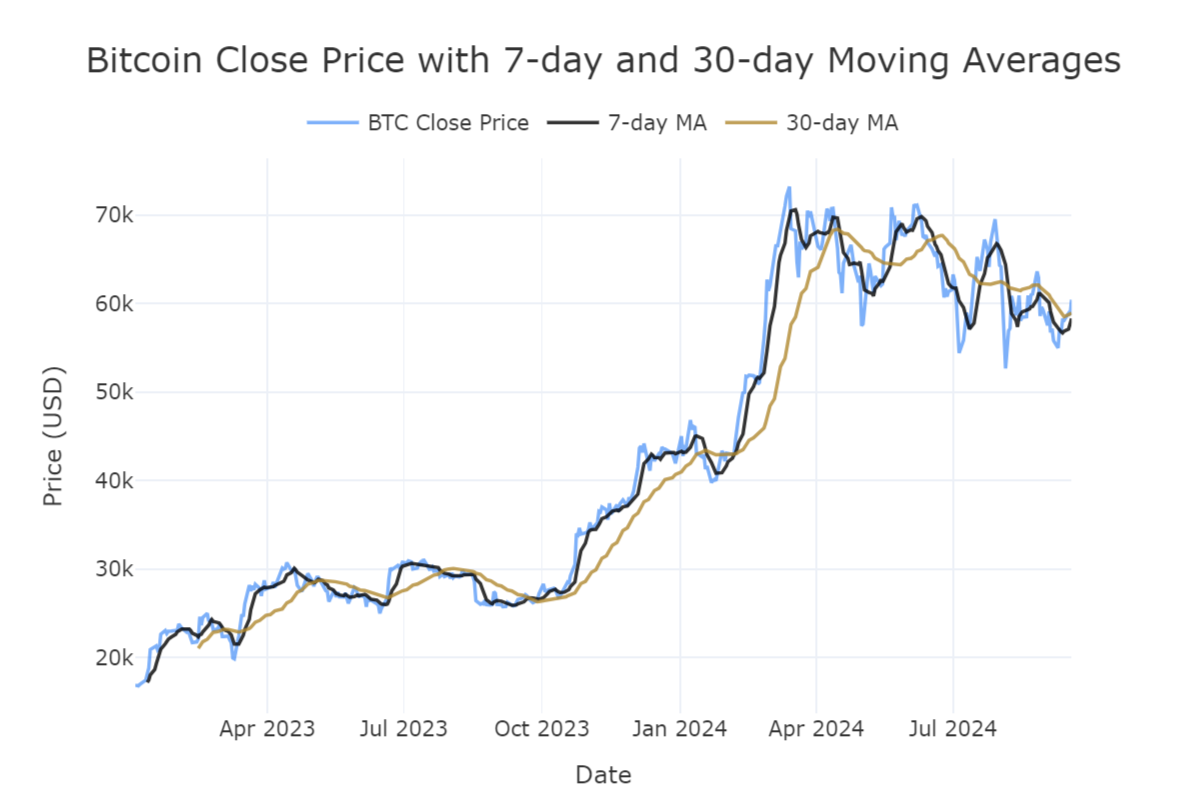 Bitcoin Close Price with 7-day and 30-day Moving Averages
BTC Close Price 7-day MA 30-day MA
70k
60k
50k
40k
30k
20k
Price (USD)
Apr 2023 Jul 2023 Oct 2023 Jan 2024 Apr 2024 Jul 2024
Date